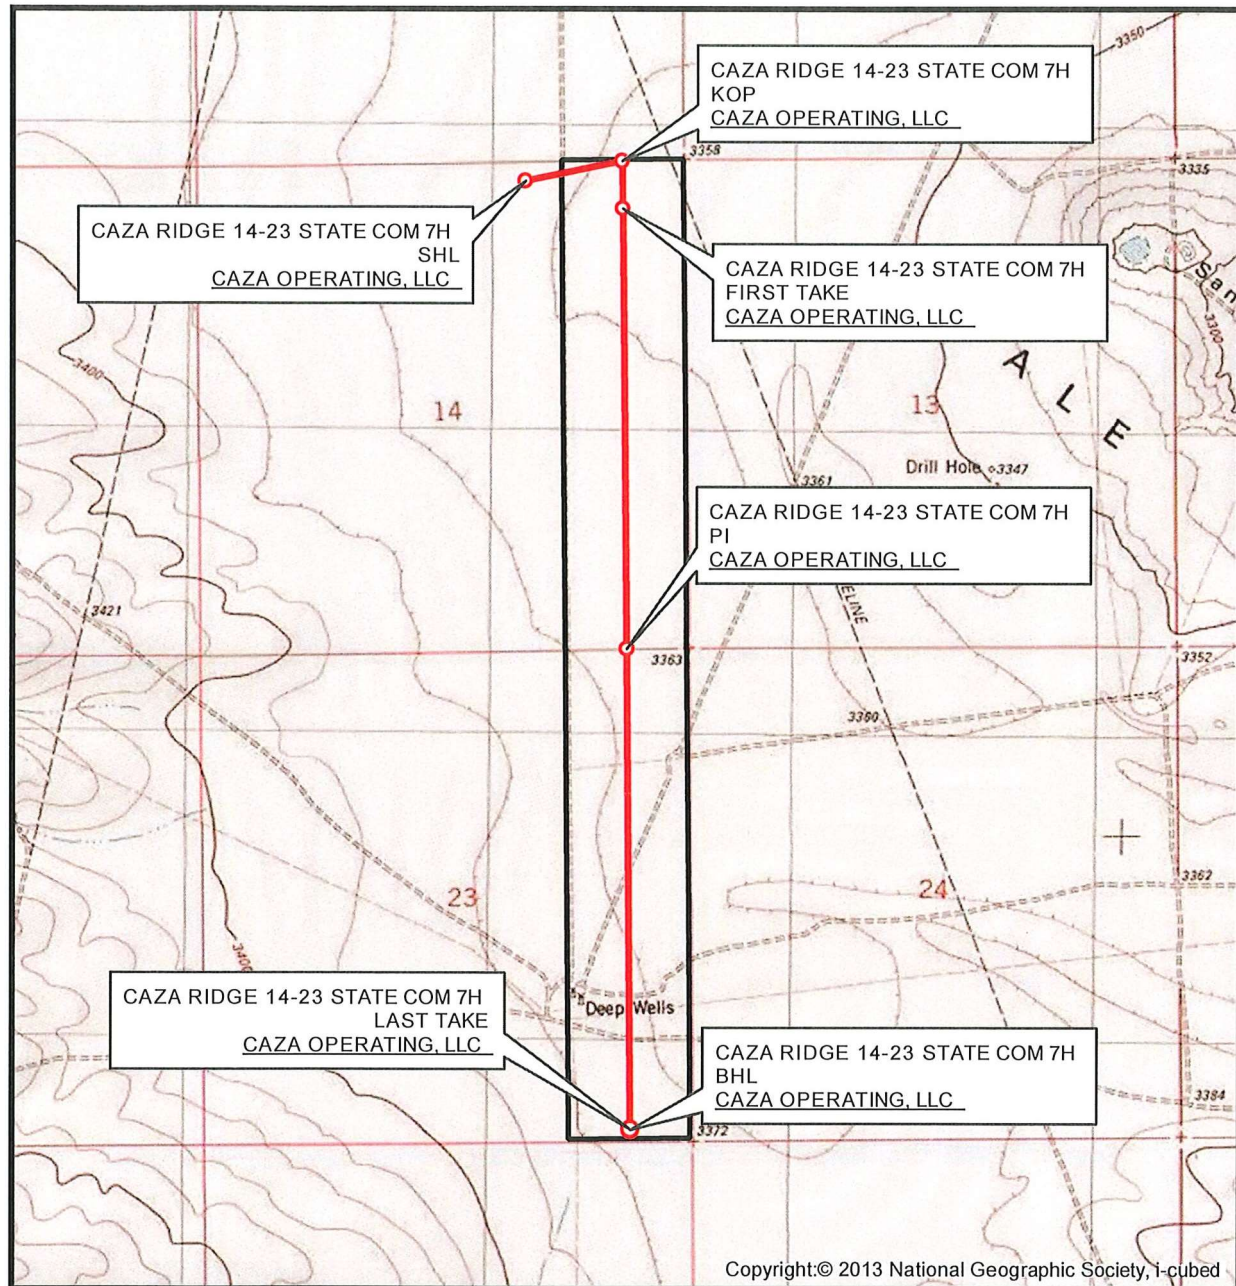 3350
CAZA RIDGE 14-23 STATE COM 7H
KOP
CAZA OPERATING, LLC
3358
3335
CAZA RIDGE 14-23 STATE COM 7H
SHL
CAZA OPERATING, LLC
CAZA RIDGE 14-23 STATE COM 7H
FIRST TAKE
CAZA OPERATING, LLC
San
3300
3400
ALE
14
13
Drill Hole 3347
3361
CAZA RIDGE 14-23 STATE COM 7H
PI
CAZA OPERATING, LLC
ELINE
3421
3363
3352
3360
23
24
3362
3400
CAZA RIDGE 14-23 STATE COM 7H
LAST TAKE
CAZA OPERATING, LLC
Deep Wells
CAZA RIDGE 14-23 STATE COM 7H
BHL
CAZA OPERATING, LLC
3384
3372
Copyright:© 2013 National Geographic Society, i-cubed